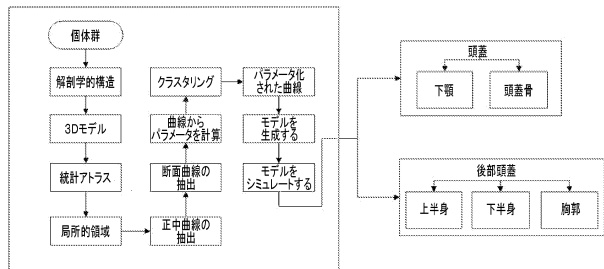 個体群
解剖学的構造
3Dモデル
統計アトラス
局所的領域
正中曲線の
抽出
断面曲線の
抽出
曲線から
パラメータを計算
クラスタリング
パラメータ化
された曲線
モデルを
生成する
モデルを
シミュレートする
頭蓋
下顎
頭蓋骨
後部頭蓋
上半身
下半身
胸郭